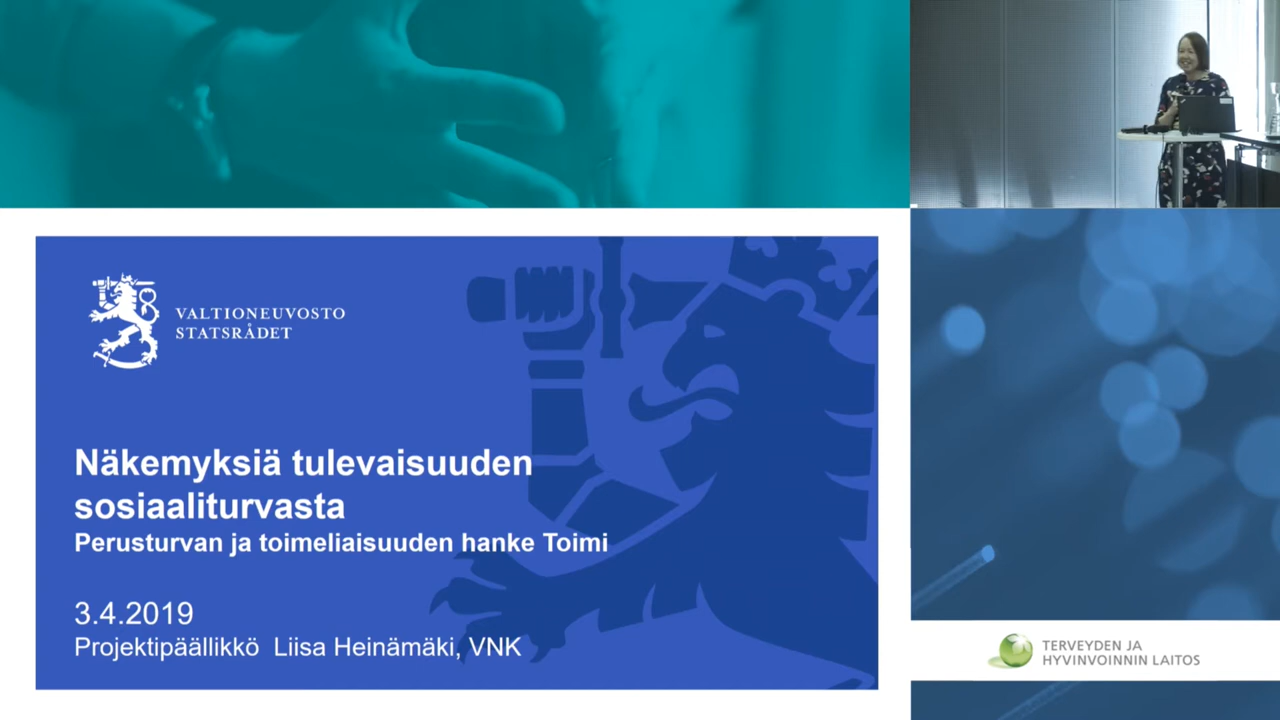 VALTIONEUVOSTO
STATSRÅDET
Näkemyksiä tulevaisuuden
sosiaaliturvasta
Perusturvan ja toimeliaisuuden hanke Toimi
3.4.2019
Projektipäällikkö Liisa Heinämäki, VNK
TERVEYDEN JA
HYVINVOINNIN LAITOS